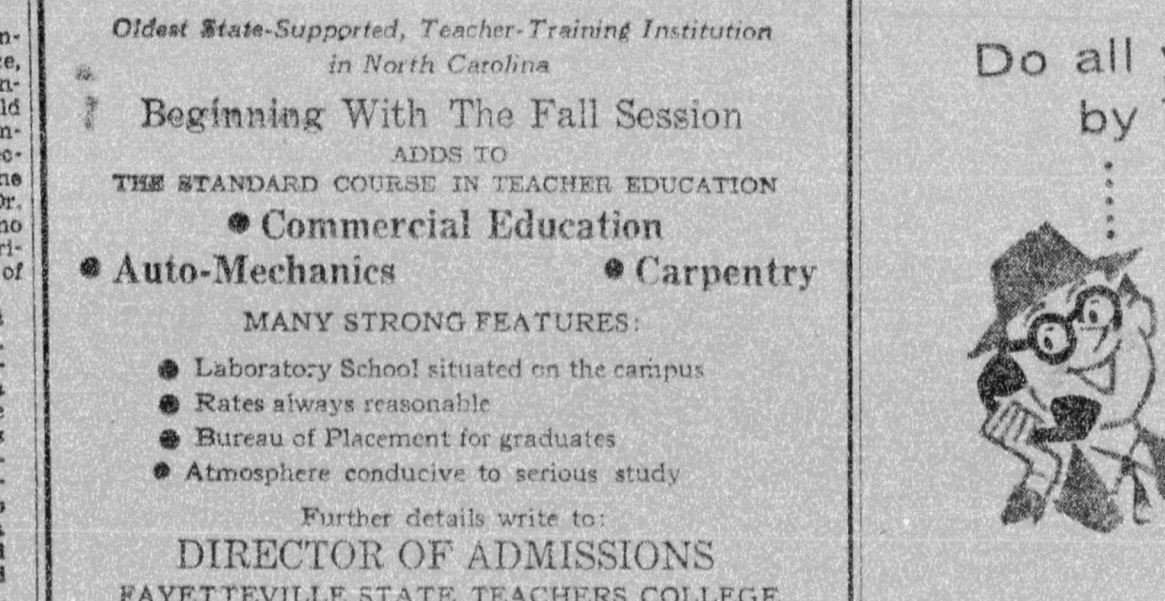 Oldest State-Supported, Teacher-Training Institution
in North Carolina
Beginning With The Fall Session
ADDS TO
THE STANDARD COURSE IN TEACHER EDUCATION
• Commercial Education
• Auto-Mechanics • Carpentry
MANY STRONG FEATURES:
• Laboratory School situated on the campus
• Rates always reasonable
• Bureau of Placement for graduates
• Atmosphere conducive to serious study
Further details write to:
DIRECTOR OF ADMISSIONS
FAYETTEVILLE STATE TEACHERS COLLEGE
Do all
by